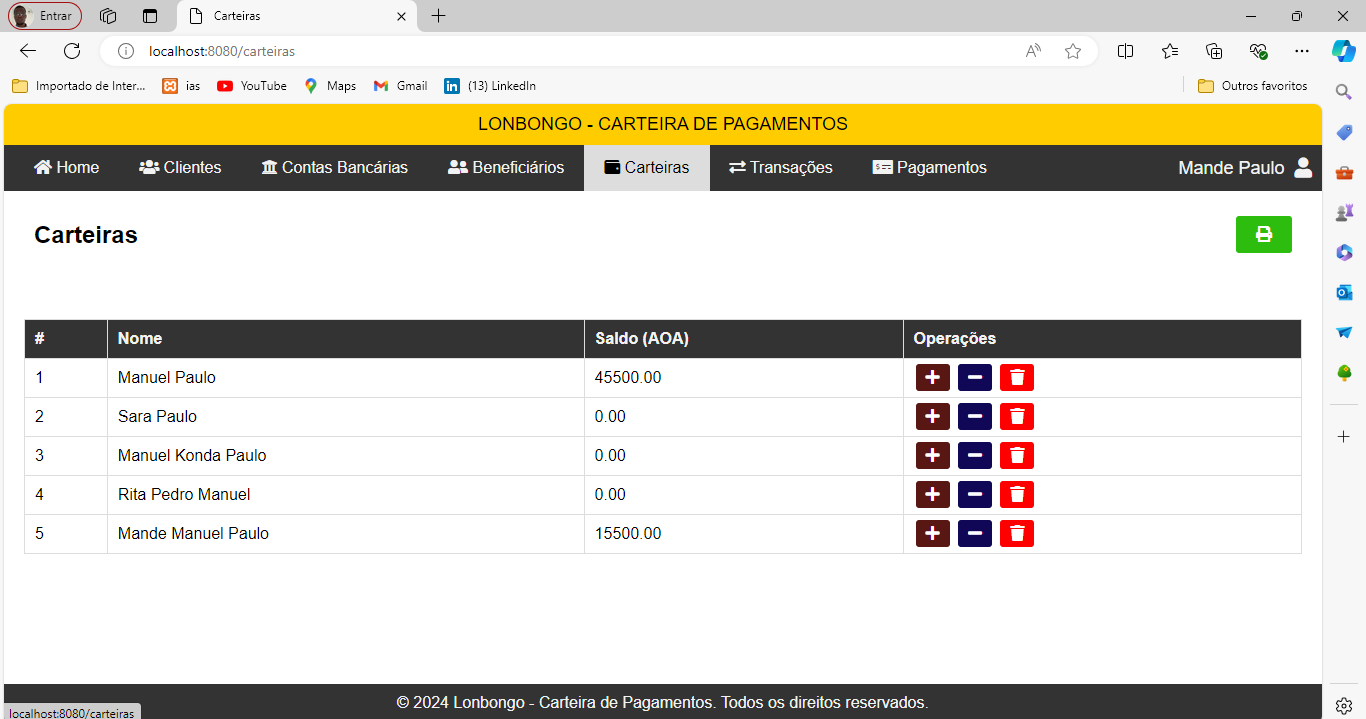 Entrar
Carteiras
localhost:8080/carteiras
Importado de Inter... ias YouTube Maps Gmail (13) LinkedIn Outros favoritos
LONBONGO - CARTEIRA DE PAGAMENTOS
Home Clientes Contas Bancárias Beneficiários Carteiras Transações Pagamentos Mande Paulo
Carteiras
# Nome Saldo (AOA) Operações
1 Manuel Paulo 45500.00
2 Sara Paulo 0.00
3 Manuel Konda Paulo 0.00
4 Rita Pedro Manuel 0.00
5 Mande Manuel Paulo 15500.00
© 2024 Lonbongo - Carteira de Pagamentos. Todos os direitos reservados.
localhost:8080/carteiras